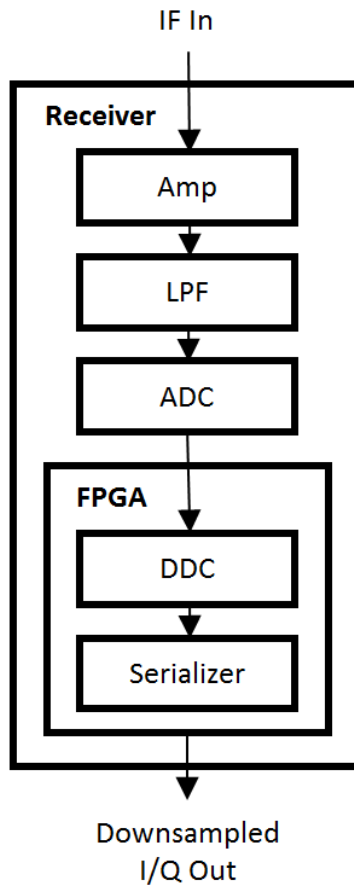 IF In
Receiver
Amp
LPF
ADC
FPGA
DDC
Serializer
Downsampled
I/Q Out